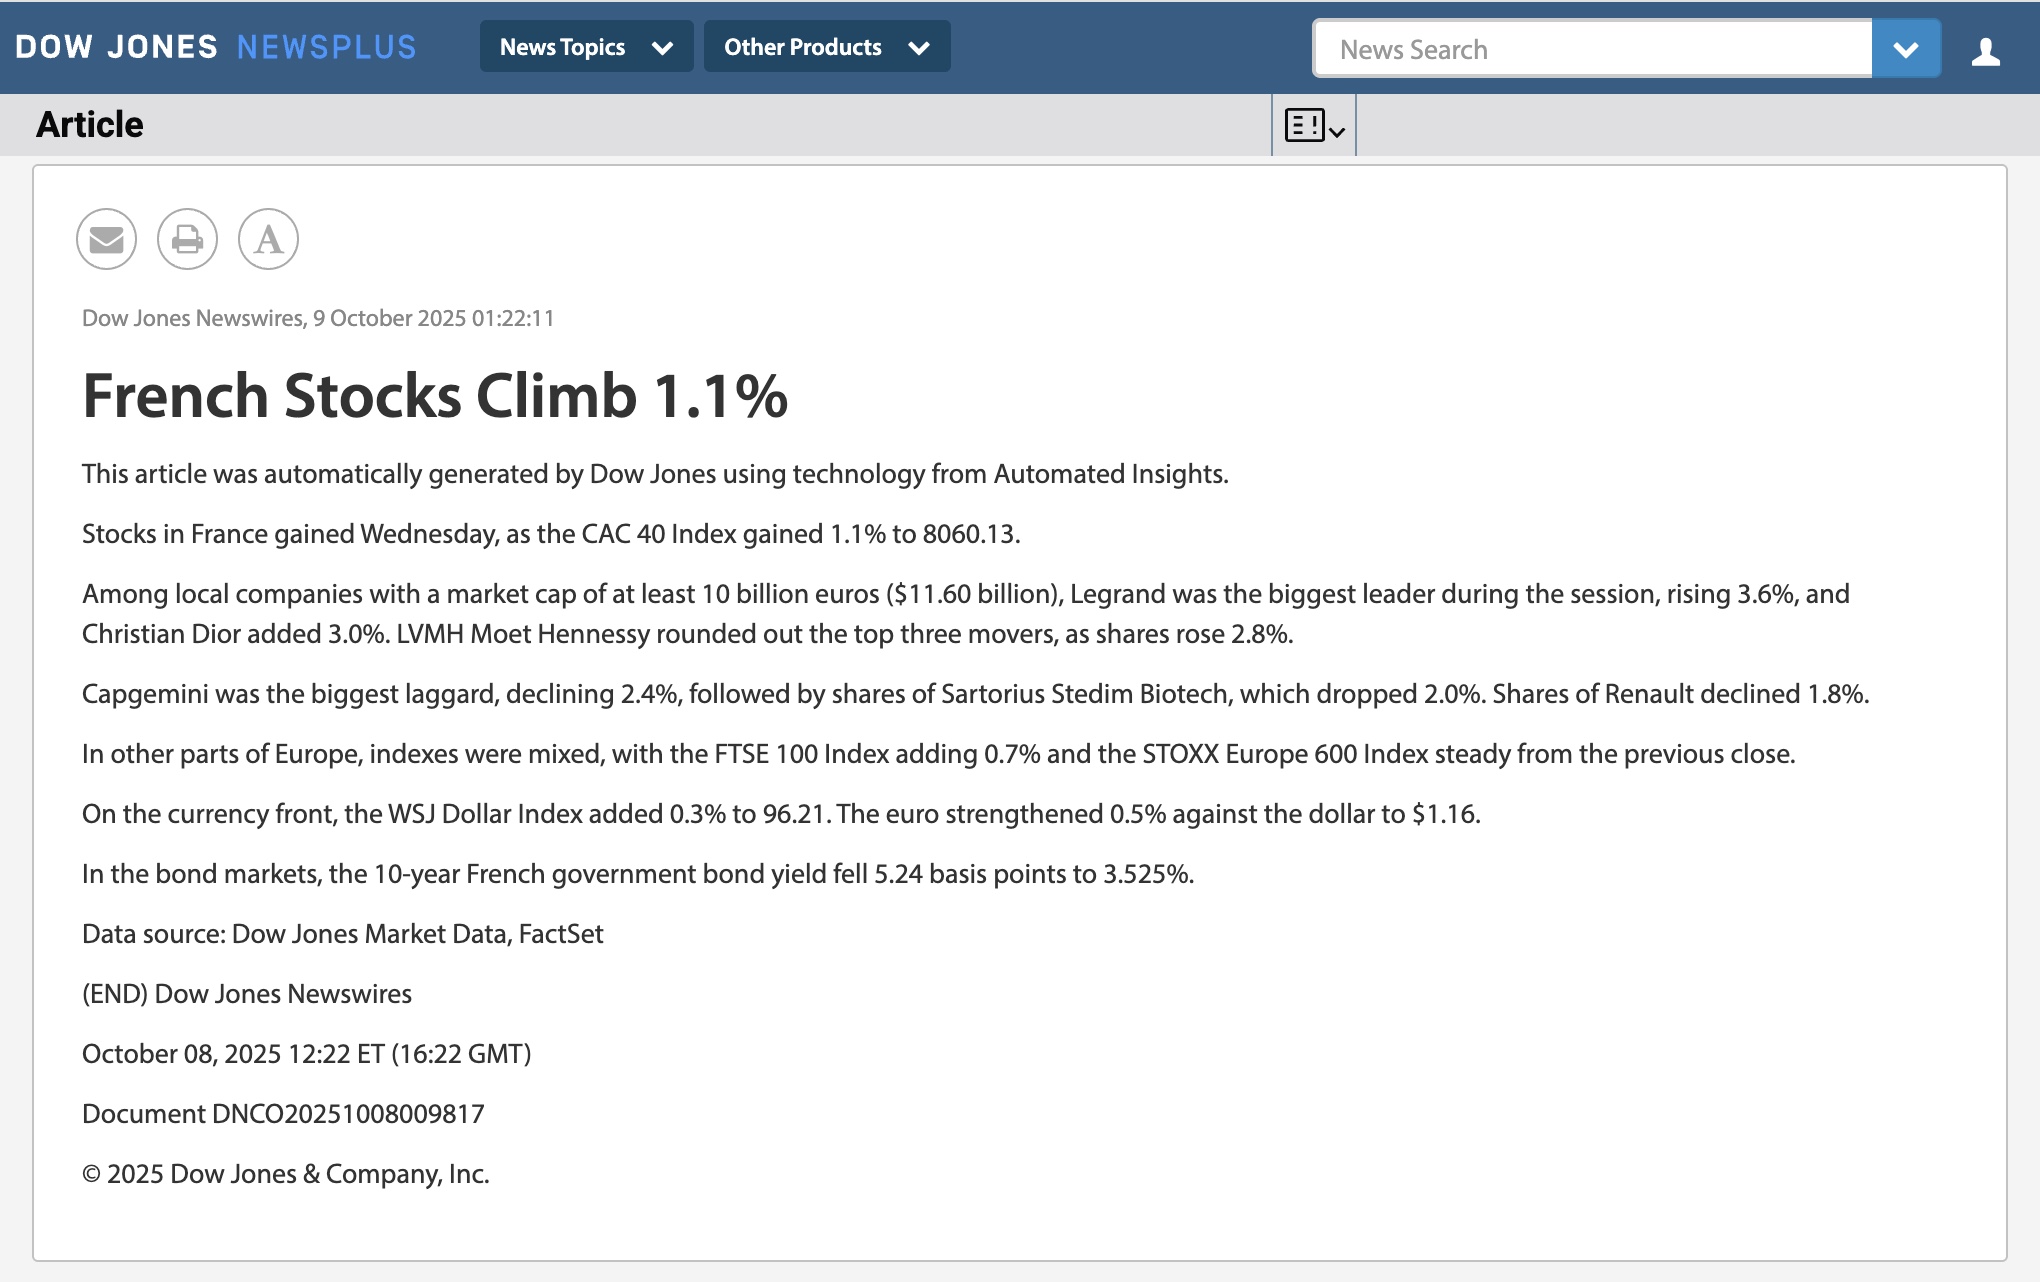 DOW JONES NEWSPLUS
News Topics
Other Products
News Search
Article
A
Dow Jones Newswires, 9 October 2025 01:22:11
French Stocks Climb 1.1%
This article was automatically generated by Dow Jones using technology from Automated Insights.
Stocks in France gained Wednesday, as the CAC 40 Index gained 1.1% to 8060.13.
Among local companies with a market cap of at least 10 billion euros ($11.60 billion), Legrand was the biggest leader during the session, rising 3.6%, and
Christian Dior added 3.0%. LVMH Moet Hennessy rounded out the top three movers, as shares rose 2.8%.
Capgemini was the biggest laggard, declining 2.4%, followed by shares of Sartorius Stedim Biotech, which dropped 2.0%. Shares of Renault declined 1.8%.
In other parts of Europe, indexes were mixed, with the FTSE 100 Index adding 0.7% and the STOXX Europe 600 Index steady from the previous close.
On the currency front, the WSJ Dollar Index added 0.3% to 96.21. The euro strengthened 0.5% against the dollar to $1.16.
In the bond markets, the 10-year French government bond yield fell 5.24 basis points to 3.525%.
Data source: Dow Jones Market Data, FactSet
(END) Dow Jones Newswires
October 08, 2025 12:22 ET (16:22 GMT)
Document DNCO20251008009817
© 2025 Dow Jones & Company, Inc.